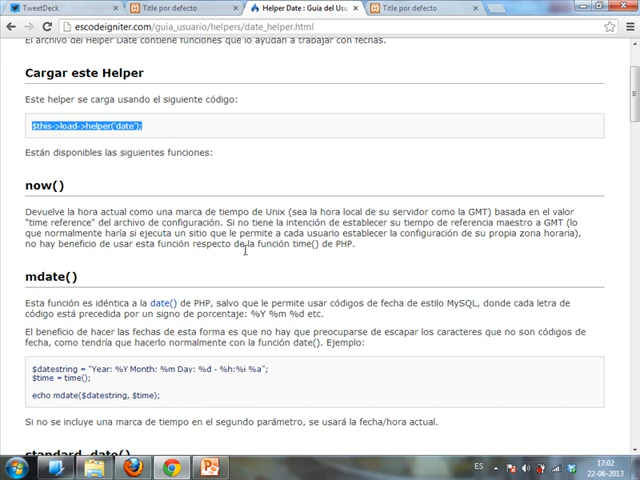 TweetDeck
Title por defecto
Helper Date : Guía del Usu
Title por defecto
escodeigniter.com/guia_usuario/helpers/date_helper.html
El archivo del Helper Date contiene funciones que lo ayudan a trabajar con fechas.
Cargar este Helper
Este helper se carga usando el siguiente código:
$this->load->helper('date');
Están disponibles las siguientes funciones:
now()
Devuelve la hora actual como una marca de tiempo de Unix (sea la hora local de su servidor como la GMT) basada en el valor
"time reference" del archivo de configuración. Si no tiene la intención de establecer su tiempo de referencia maestro a GMT (lo
que normalmente haría si ejecuta un sitio que le permite a cada usuario establecer la configuración de su propia zona horaria),
no hay beneficio de usar esta función respecto de la función time() de PHP.
mdate()
Esta función es idéntica a la date() de PHP, salvo que le permite usar códigos de fecha de estilo MySQL, donde cada letra de
código está precedida por un signo de porcentaje: %Y %m %d etc.
El beneficio de hacer las fechas de esta forma es que no hay que preocuparse de escapar los caracteres que no son códigos de
fecha, como tendría que hacerlo normalmente con la función date(). Ejemplo:
$datestring = "Year: %Y Month: %m Day: %d - %h:%i %a";
$time = time();
echo mdate($datestring, $time);
Si no se incluye una marca de tiempo en el segundo parámetro, se usará la fecha/hora actual.
standard_date()
ES
17:02
22-06-2013